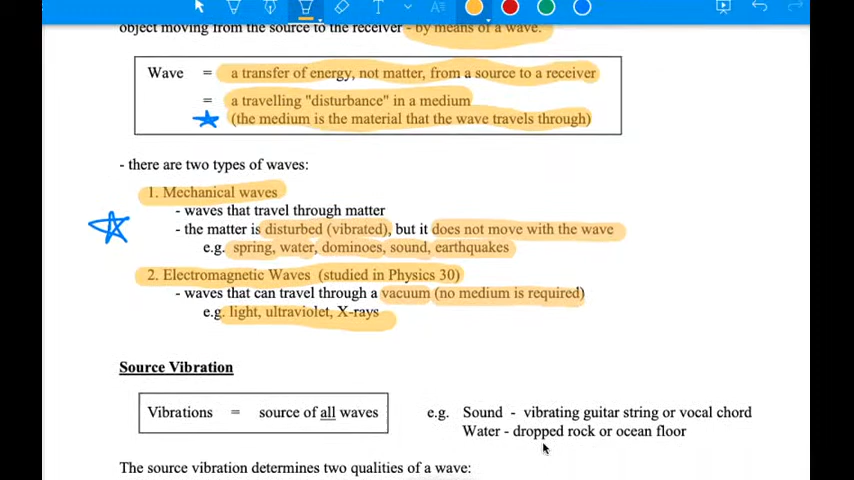 object moving from the source to the receiver - by means of a wave.
Wave = a transfer of energy, not matter, from a source to a receiver
= a travelling "disturbance" in a medium
(the medium is the material that the wave travels through)
- there are two types of waves:
1. Mechanical waves
- waves that travel through matter
- the matter is disturbed (vibrated), but it does not move with the wave
e.g. spring, water, dominoes, sound, earthquakes
2. Electromagnetic Waves (studied in Physics 30)
- waves that can travel through a vacuum (no medium is required)
e.g. light, ultraviolet, X-rays
Source Vibration
Vibrations = source of all waves
e.g. Sound - vibrating guitar string or vocal chord
Water - dropped rock or ocean floor
The source vibration determines two qualities of a wave: